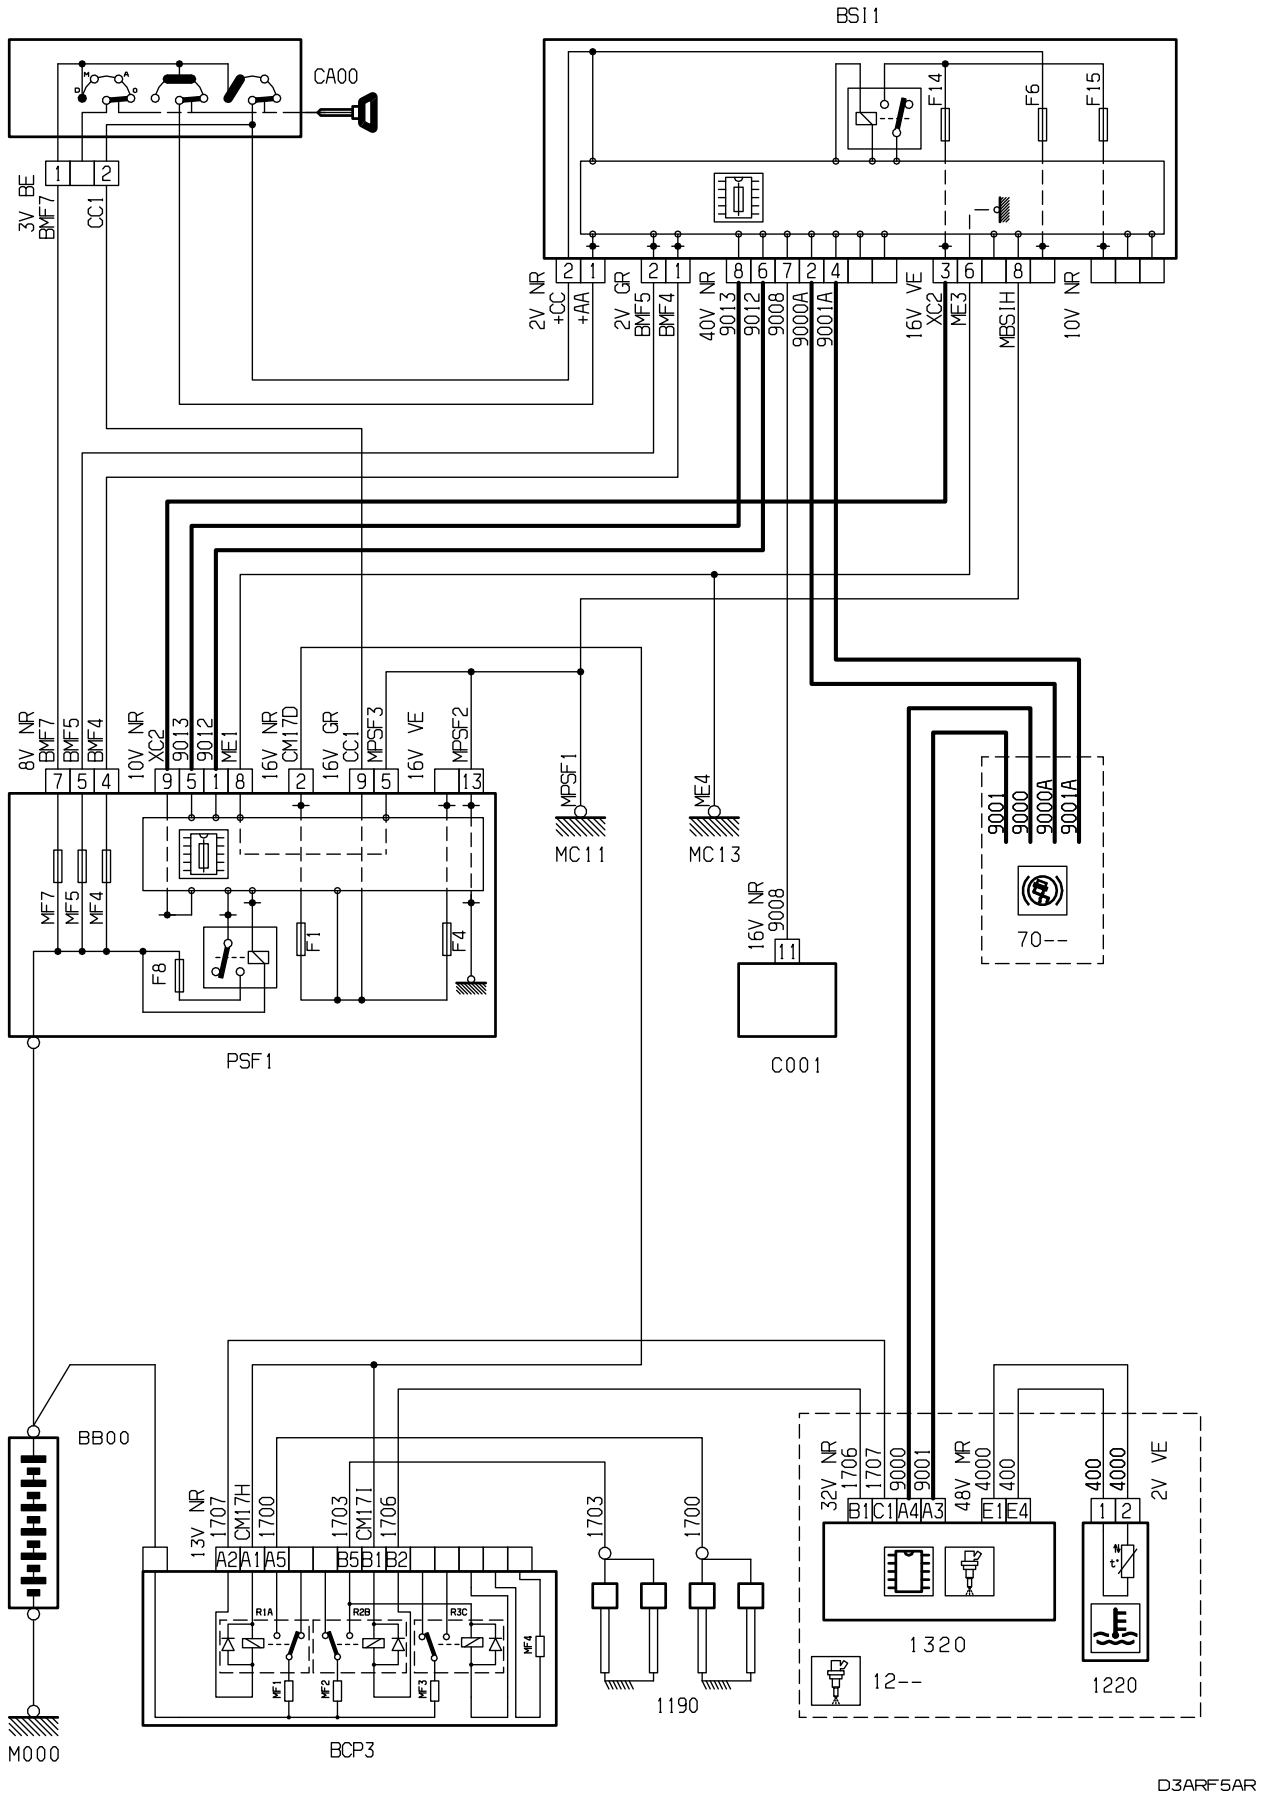 BSI1
CA00
M A
D O
1 2
3V BE
BMF7
CC1
F14
F6
F15
2 1 2 1 8 6 7 2 4 3 6 8
2V NR
+CC
+AA
2V GR
BMF5
BMF4
40V NR
9013
9012
9008
9000A
9001A
16V VE
XC2
ME3
MBSIH
10V NR
8V NR
BMF7
BMF5
BMF4
10V NR
XC2
9013
9012
ME1
16V NR
CM17D
16V GR
CC1
MPSF3
16V VE
MPSF2
7 5 4 9 5 1 8 2 9 5 13
MPSF1
MC11
ME4
MC13
9001
9000
9000A
9001A
70--
MF7
MF5
MF4
F8
F1
F4
PSF1
16V NR
9008
11
C001
BB00
M000
13V NR
1707
CM17H
1700
1703
CM17I
1706
A2 A1 A5 B5 B1 B2
R1A
R2B
R3C
MF1
MF2
MF3
MF4
BCP3
1703
1700
1190
32V NR
1706
1707
9000
9001
48V MR
4000
400
B1 C1 A4 A3 E1 E4
1320
12--
400
4000
2V VE
1 2
t°
1220
D3ARF5AR